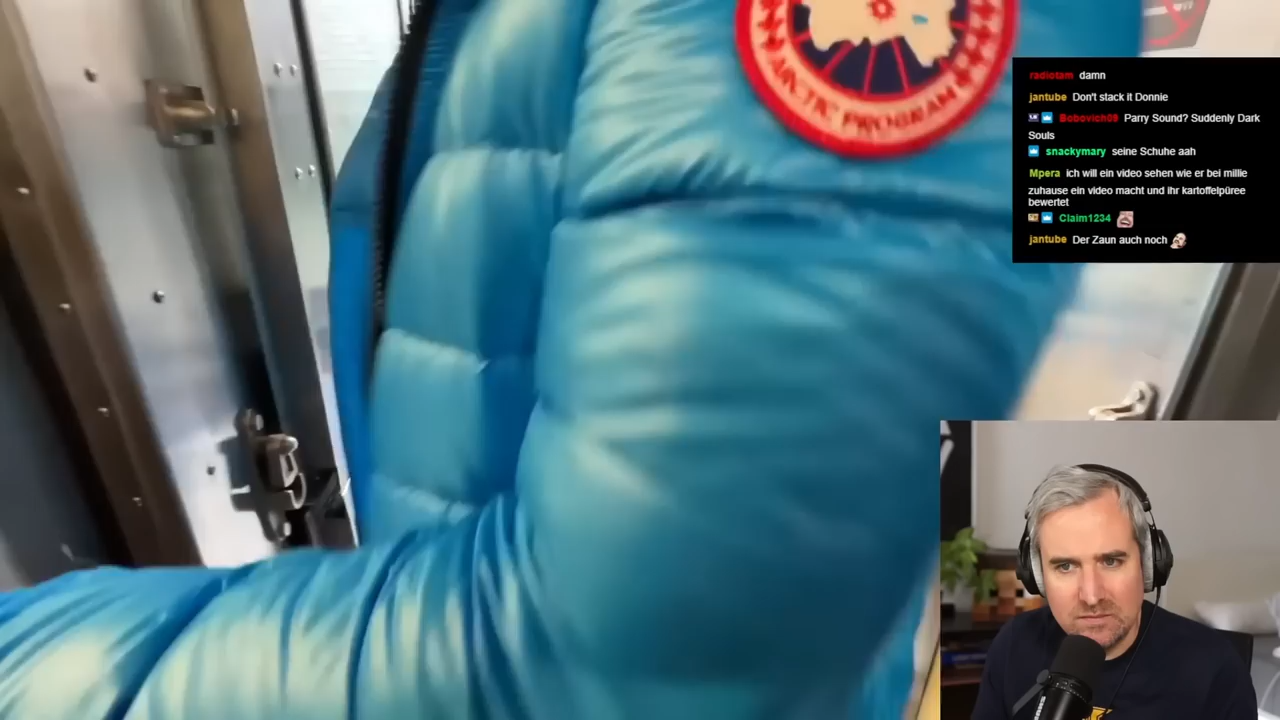 ARCTIC PROGRAM
radiotam damn
jantube Don't stack it Donnie
Bobovich09 Parry Sound? Suddenly Dark
Souls
snackymary seine Schuhe aah
Mpera ich will ein video sehen wie er bei millie
zuhause ein video macht und ihr kartoffelpüree
bewertet
Claim1234
jantube Der Zaun auch noch